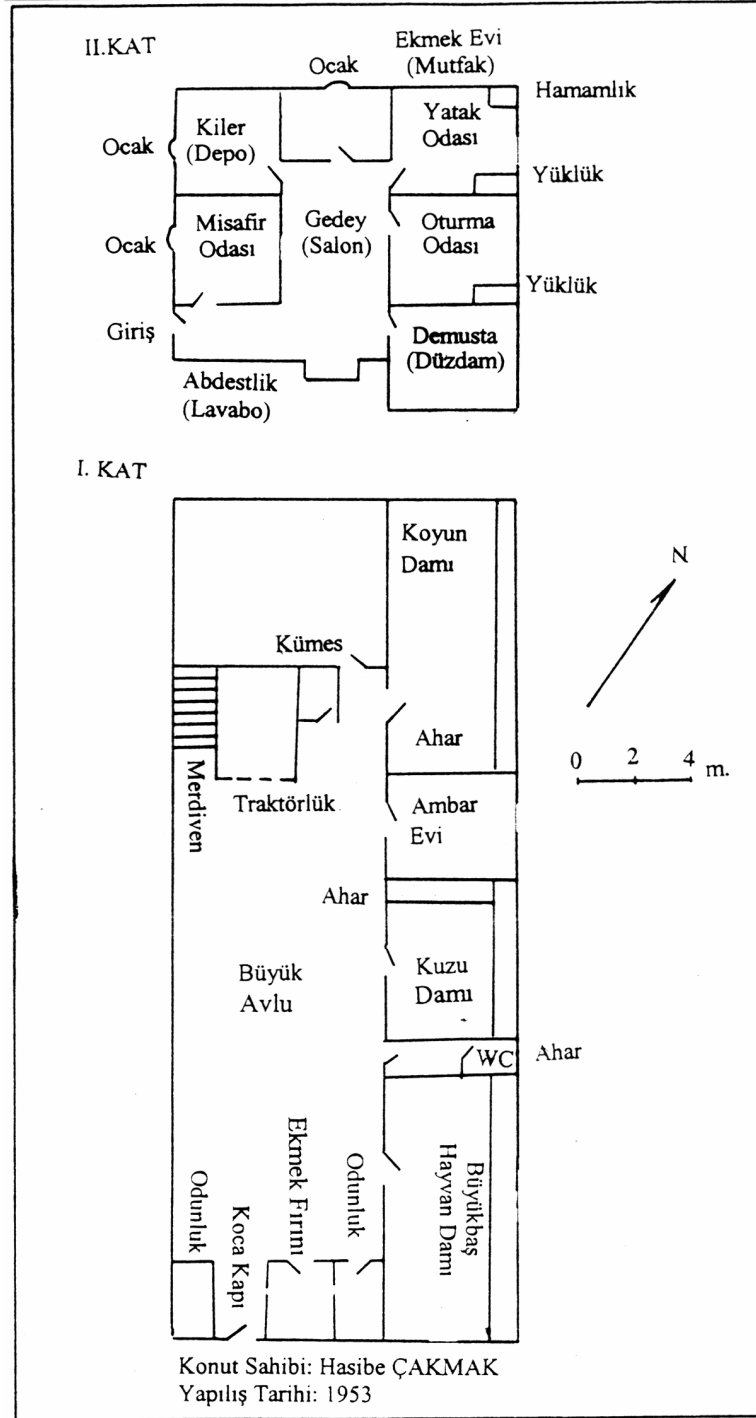 II.KAT
Ocak
Ekmek Evi
(Mutfak)
Hamamlık
Kiler
(Depo)
Yatak
Odası
Ocak
Yüklük
Misafir
Odası
Gedey
(Salon)
Oturma
Odası
Ocak
Yüklük
Giriş
Demusta
(Düzdam)
Abdestlik
(Lavabo)
I. KAT
Koyun
Damı
N
Kümes
Ahar
0 2 4 m.
Merdiven
Traktörlük
Ambar
Evi
Ahar
Büyük
Avlu
Kuzu
Damı
WC
Ahar
Odunluk
Koca Kapı
Ekmek Fırını
Odunluk
Büyükbaş
Hayvan Damı
Konut Sahibi: Hasibe ÇAKMAK
Yapılış Tarihi: 1953